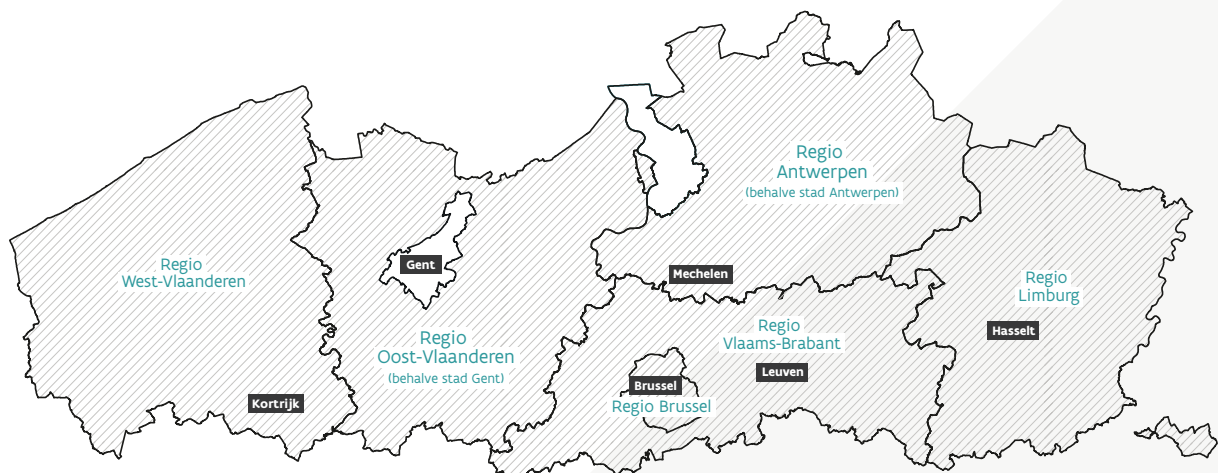 Regio
West-Vlaanderen
Kortrijk
Gent
Regio
Oost-Vlaanderen
(behalve stad Gent)
Regio
Antwerpen
(behalve stad Antwerpen)
Mechelen
Regio
Vlaams-Brabant
Leuven
Brussel
Regio Brussel
Regio
Limburg
Hasselt